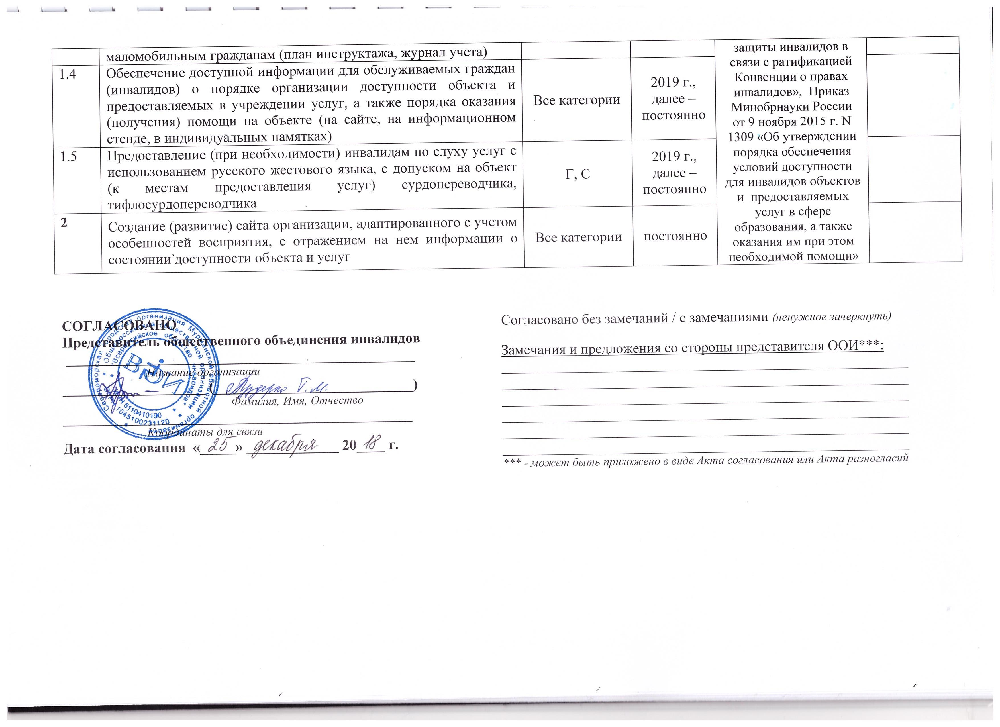 маломобильным гражданам (план инструктажа, журнал учета)
1.4
Обеспечение доступной информации для обслуживаемых граждан
(инвалидов) о порядке организации доступности объекта и
предоставляемых в учреждении услуг, а также порядка оказания
(получения) помощи на объекте (на сайте, на информационном
стенде, в индивидуальных памятках)
Все категории
2019 г.,
далее –
постоянно
1.5
Предоставление (при необходимости) инвалидам по слуху услуг с
использованием русского жестового языка, с допуском на объект
(к местам предоставления услуг) сурдопереводчика,
тифлосурдопереводчика
Г, С
2019 г.,
далее –
постоянно
2
Создание (развитие) сайта организации, адаптированного с учетом
особенностей восприятия, с отражением на нем информации о
состоянии доступности объекта и услуг
Все категории
постоянно
защиты инвалидов в
связи с ратификацией
Конвенции о правах
инвалидов», Приказ
Минобрнауки России
от 9 ноября 2015 г. N
1309 «Об утверждении
порядка обеспечения
условий доступности
для инвалидов объектов
и предоставляемых
услуг в сфере
образования, а также
оказания им при этом
необходимой помощи»
СОГЛАСОВАНО
Представитель общественного объединения инвалидов
Название организации
( Т.М. )
Фамилия, Имя, Отчество
Координаты для связи
Дата согласования «25» декабря 2018 г.
Североморская городская организация Мурманской областной организации
Общероссийской общественной организации
"Всероссийское общество инвалидов"
ВОИ
ИНН 5110410190
ОГРН 1045100231120
Согласовано без замечаний / с замечаниями (ненужное зачеркнуть)
Замечания и предложения со стороны представителя ООИ***:
*** - может быть приложено в виде Акта согласования или Акта разногласий